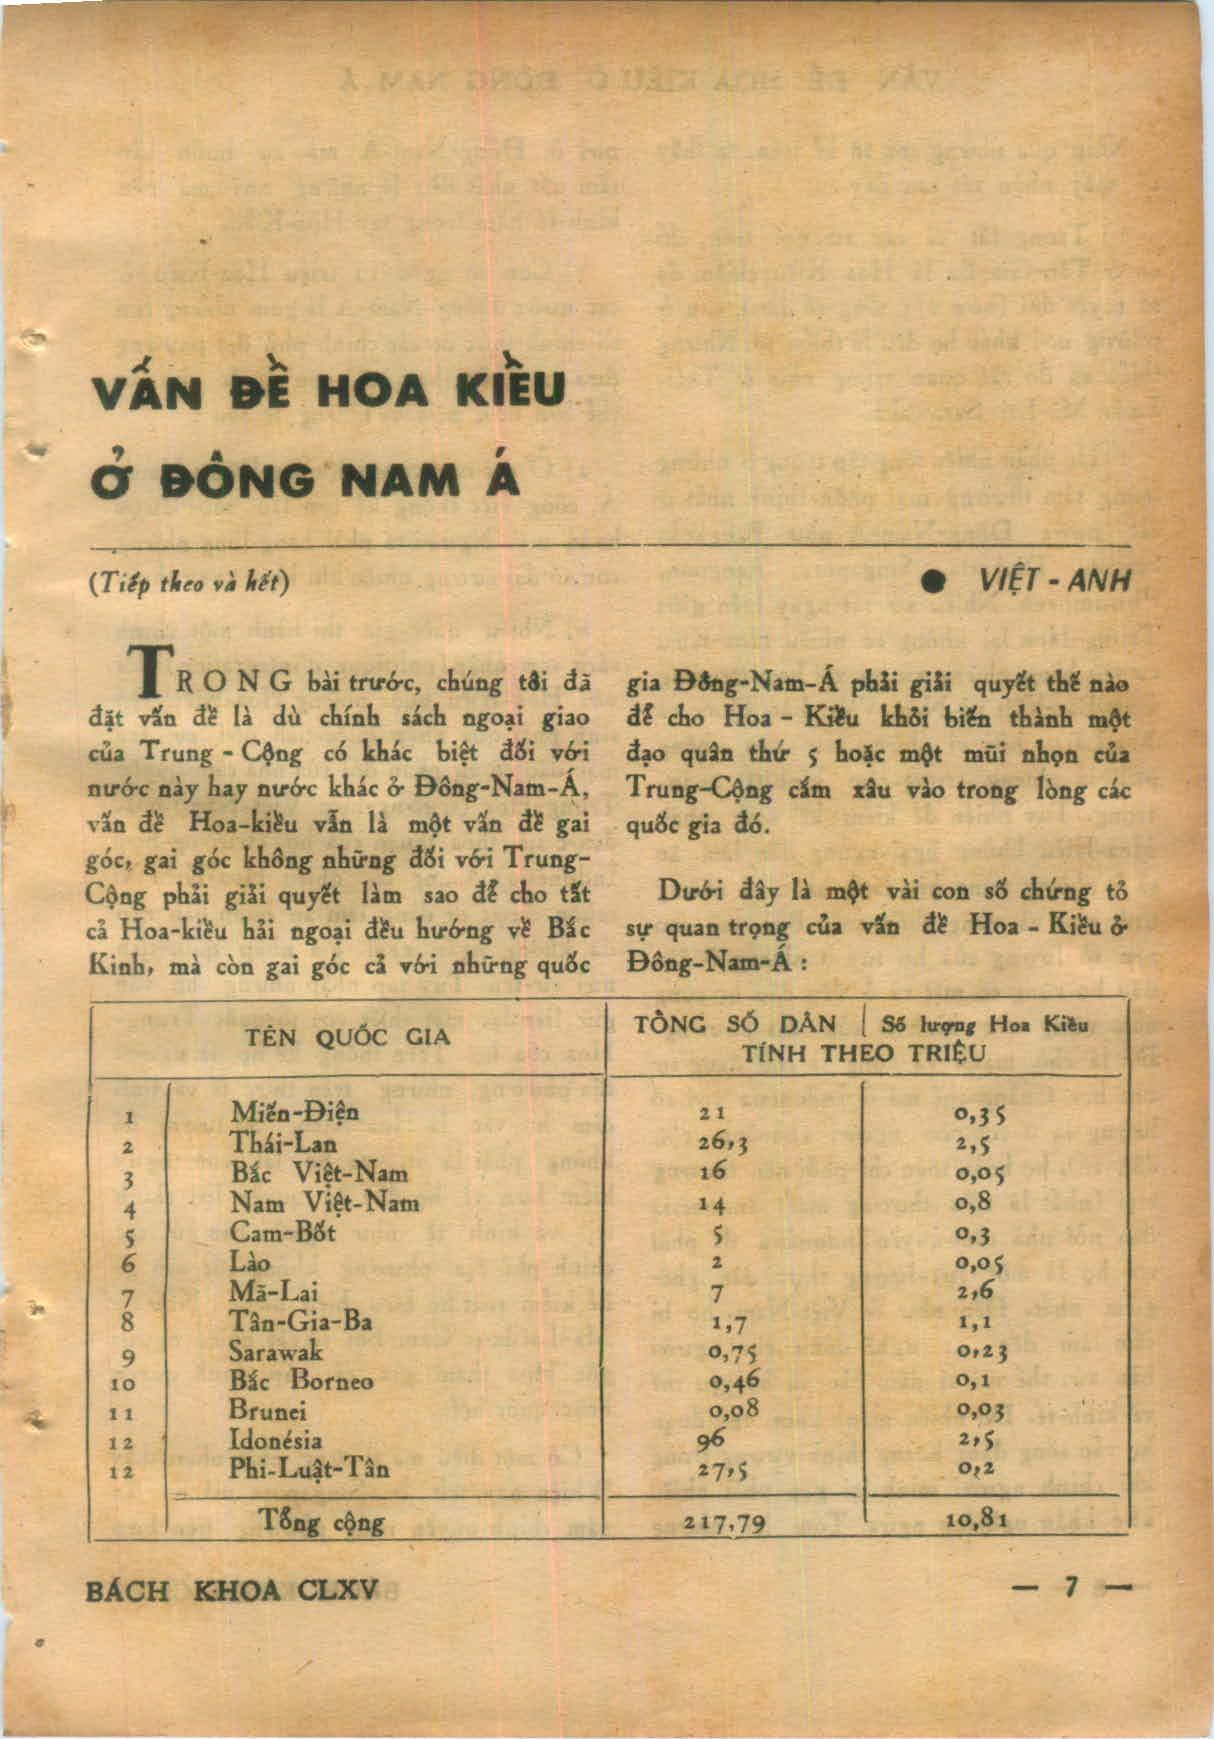 VẤN ĐỀ HOA KIỀU
Ở ĐÔNG NAM Á
(Tiếp theo và hết)
● VIỆT - ANH
TRONG bài trước, chúng tôi đã
đặt vấn đề là dù chính sách ngoại giao
của Trung - Cộng có khác biệt đối với
nước này hay nước khác ở Đông-Nam-Á,
vấn đề Hoa-kiều vẫn là một vấn đề gai
góc, gai góc không những đối với Trung-
Cộng phải giải quyết làm sao để cho tất
cả Hoa-kiều hải ngoại đều hướng về Bắc
Kinh, mà còn gai góc cả với những quốc
gia Đông-Nam-Á phải giải quyết thế nào
để cho Hoa - Kiều khỏi biến thành một
đạo quân thứ 5 hoặc một mũi nhọn của
Trung-Cộng cắm xâu vào trong lòng các
quốc gia đó.
Dưới đây là một vài con số chứng tỏ
sự quan trọng của vấn đề Hoa - Kiều ở
Đông-Nam-Á :
TÊN QUỐC GIA
TỔNG SỐ DÂN | Số lượng Hoa Kiều
TÍNH THEO TRIỆU
1 Miến-Điện 21 0,35
2 Thái-Lan 26,3 2,5
3 Bắc Việt-Nam 16 0,05
4 Nam Việt-Nam 14 0,8
5 Cam-Bốt 5 0,3
6 Lào 2 0,05
7 Mã-Lai 7 2,6
8 Tân-Gia-Ba 1,7 1,1
9 Sarawak 0,75 0,23
10 Bắc Borneo 0,46 0,1
11 Brunei 0,08 0,03
12 Idonésia 96 2,5
12 Phi-Luật-Tân 27,5 0,2
Tổng cộng 217,79 10,81
BÁCH KHOA CLXV
— 7 —